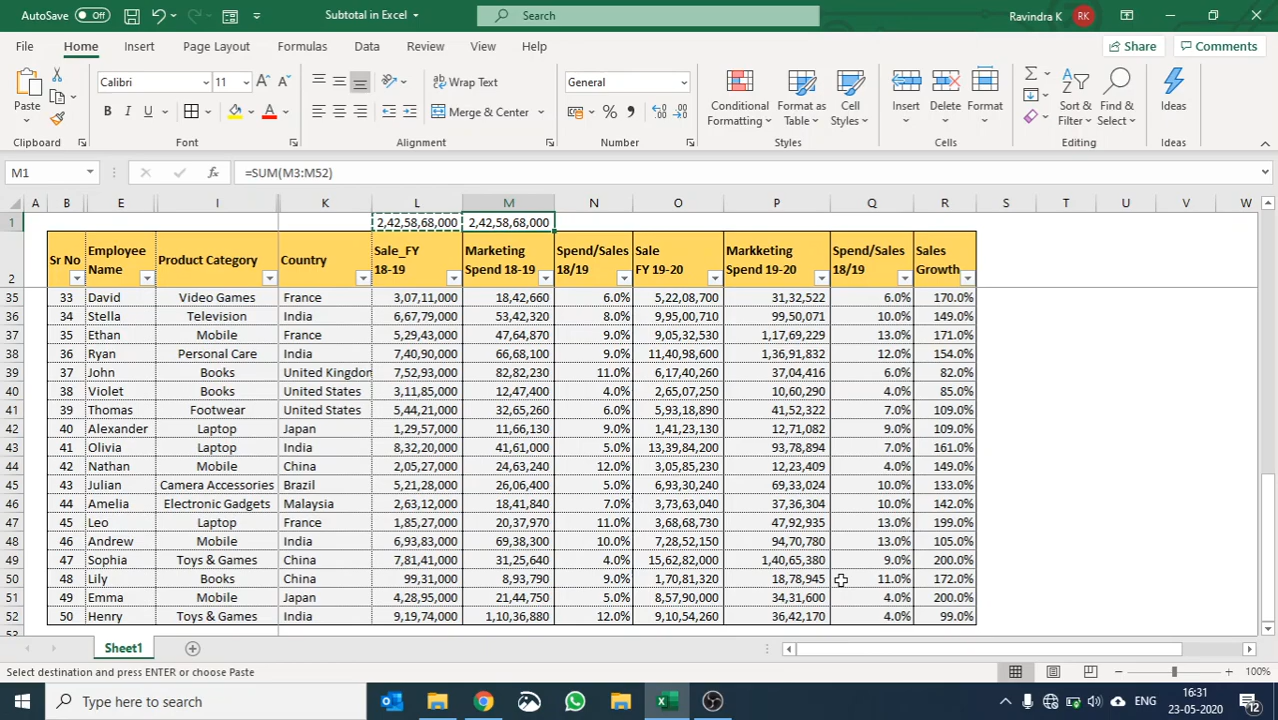 AutoSave Off Subtotal in Excel Search Ravindra K RK
File Home Insert Page Layout Formulas Data Review View Help Share Comments
Paste Calibri 11 Wrap Text General Conditional Formatting Format as Table Cell Styles Insert Delete Format Sort & Filter Find & Select Ideas
B I U A Merge & Center % ,
Clipboard Font Alignment Number Styles Cells Editing Ideas
M1 =SUM(M3:M52)
A B E I K L M N O P Q R S T U V W
1 2,42,58,68,000 2,42,58,68,000
2 Sr No Employee Name Product Category Country Sale_FY 18-19 Marketing Spend 18-19 Spend/Sales 18/19 Sale FY 19-20 Markketing Spend 19-20 Spend/Sales 18/19 Sales Growth
35 33 David Video Games France 3,07,11,000 18,42,660 6.0% 5,22,08,700 31,32,522 6.0% 170.0%
36 34 Stella Television India 6,67,79,000 53,42,320 8.0% 9,95,00,710 99,50,071 10.0% 149.0%
37 35 Ethan Mobile France 5,29,43,000 47,64,870 9.0% 9,05,32,530 1,17,69,229 13.0% 171.0%
38 36 Ryan Personal Care India 7,40,90,000 66,68,100 9.0% 11,40,98,600 1,36,91,832 12.0% 154.0%
39 37 John Books United Kingdom 7,52,93,000 82,82,230 11.0% 6,17,40,260 37,04,416 6.0% 82.0%
40 38 Violet Books United States 3,11,85,000 12,47,400 4.0% 2,65,07,250 10,60,290 4.0% 85.0%
41 39 Thomas Footwear United States 5,44,21,000 32,65,260 6.0% 5,93,18,890 41,52,322 7.0% 109.0%
42 40 Alexander Laptop Japan 1,29,57,000 11,66,130 9.0% 1,41,23,130 12,71,082 9.0% 109.0%
43 41 Olivia Laptop India 8,32,20,000 41,61,000 5.0% 13,39,84,200 93,78,894 7.0% 161.0%
44 42 Nathan Mobile China 2,05,27,000 24,63,240 12.0% 3,05,85,230 12,23,409 4.0% 149.0%
45 43 Julian Camera Accessories Brazil 5,21,28,000 26,06,400 5.0% 6,93,30,240 69,33,024 10.0% 133.0%
46 44 Amelia Electronic Gadgets Malaysia 2,63,12,000 18,41,840 7.0% 3,73,63,040 37,36,304 10.0% 142.0%
47 45 Leo Laptop France 1,85,27,000 20,37,970 11.0% 3,68,68,730 47,92,935 13.0% 199.0%
48 46 Andrew Mobile India 6,93,83,000 69,38,300 10.0% 7,28,52,150 94,70,780 13.0% 105.0%
49 47 Sophia Toys & Games China 7,81,41,000 31,25,640 4.0% 15,62,82,000 1,40,65,380 9.0% 200.0%
50 48 Lily Books China 99,31,000 8,93,790 9.0% 1,70,81,320 18,78,945 11.0% 172.0%
51 49 Emma Mobile Japan 4,28,95,000 21,44,750 5.0% 8,57,90,000 34,31,600 4.0% 200.0%
52 50 Henry Toys & Games India 9,19,74,000 1,10,36,880 12.0% 9,10,54,260 36,42,170 4.0% 99.0%
53
Sheet1
Select destination and press ENTER or choose Paste 100%
Type here to search ENG 16:31
23-05-2020 12